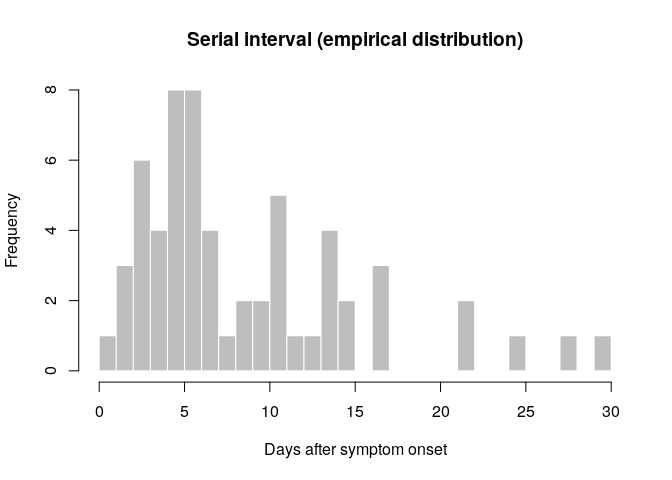 Serial interval (empirical distribution)
Frequency
8
6
4
2
0
0 5 10 15 20 25 30
Days after symptom onset